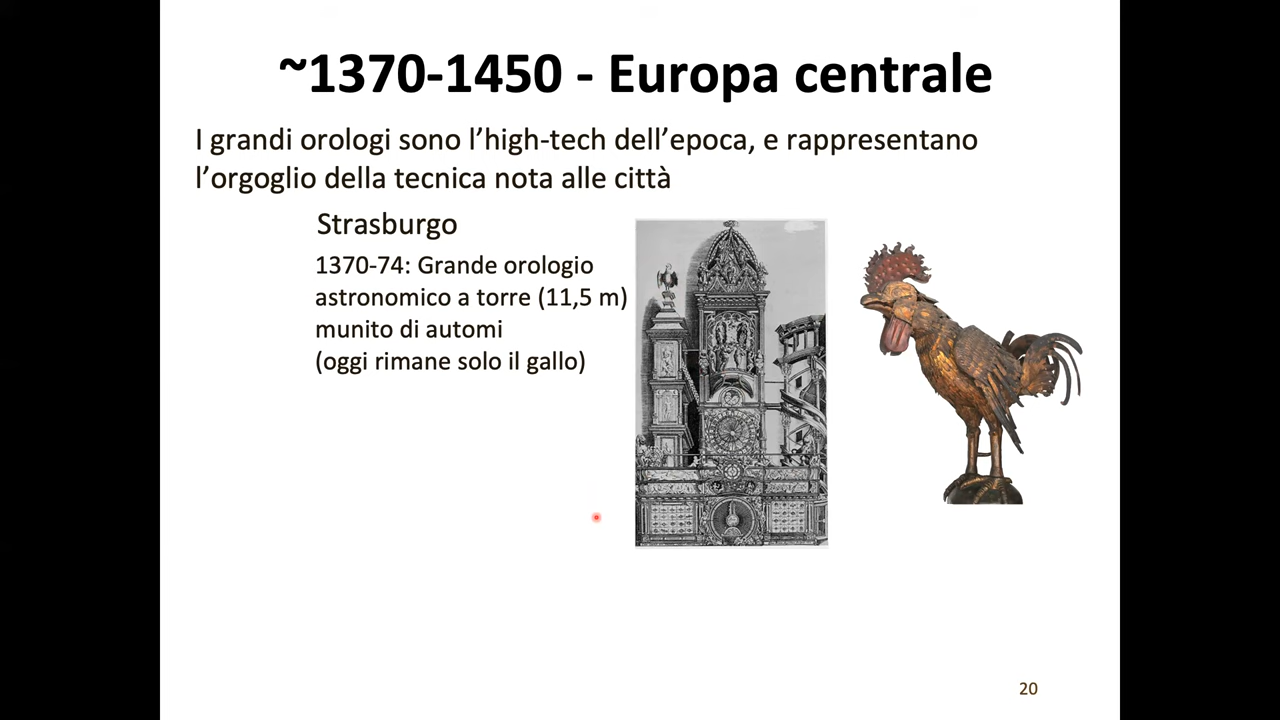 ~1370-1450 - Europa centrale
I grandi orologi sono l’high-tech dell’epoca, e rappresentano
l’orgoglio della tecnica nota alle città
Strasburgo
1370-74: Grande orologio
astronomico a torre (11,5 m)
munito di automi
(oggi rimane solo il gallo)
20